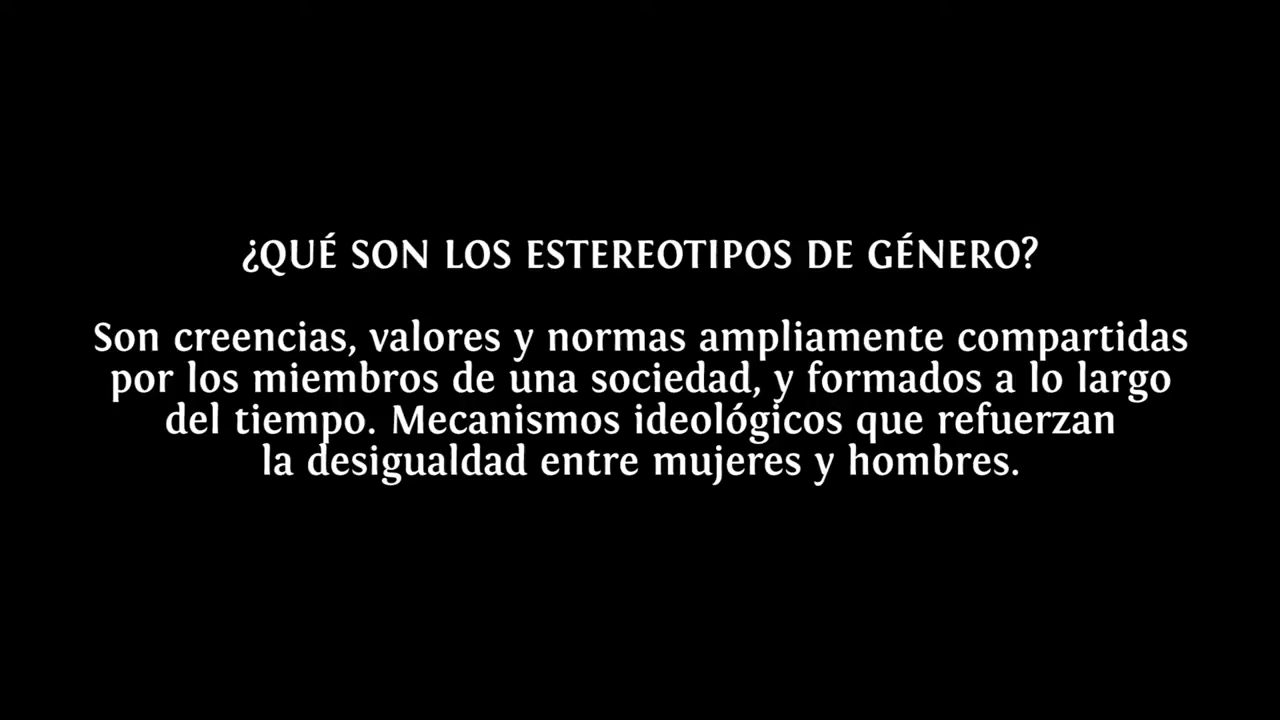 ¿QUÉ SON LOS ESTEREOTIPOS DE GÉNERO?
Son creencias, valores y normas ampliamente compartidas
por los miembros de una sociedad, y formados a lo largo
del tiempo. Mecanismos ideológicos que refuerzan
la desigualdad entre mujeres y hombres.